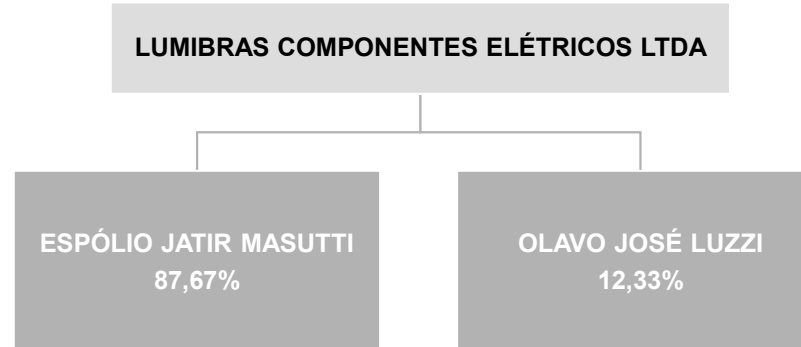 LUMIBRAS COMPONENTES ELÉTRICOS LTDA
ESPÓLIO JATIR MASUTTI
87,67%
OLAVO JOSÉ LUZZI
12,33%